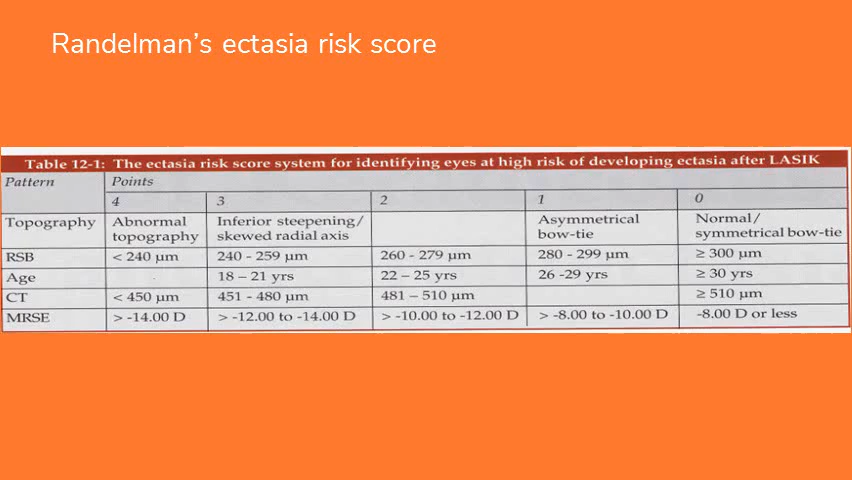 Randelman's ectasia risk score
Table 12-1: The ectasia risk score system for identifying eyes at high risk of developing ectasia after LASIK
Pattern Points
4 3 2 1 0
Topography Abnormal topography Inferior steepening/ skewed radial axis Asymmetrical bow-tie Normal/ symmetrical bow-tie
RSB < 240 µm 240 - 259 µm 260 - 279 µm 280 - 299 µm ≥ 300 µm
Age 18 – 21 yrs 22 – 25 yrs 26 -29 yrs ≥ 30 yrs
CT < 450 µm 451 - 480 µm 481 – 510 µm ≥ 510 µm
MRSE > -14.00 D > -12.00 to -14.00 D > -10.00 to -12.00 D > -8.00 to -10.00 D -8.00 D or less